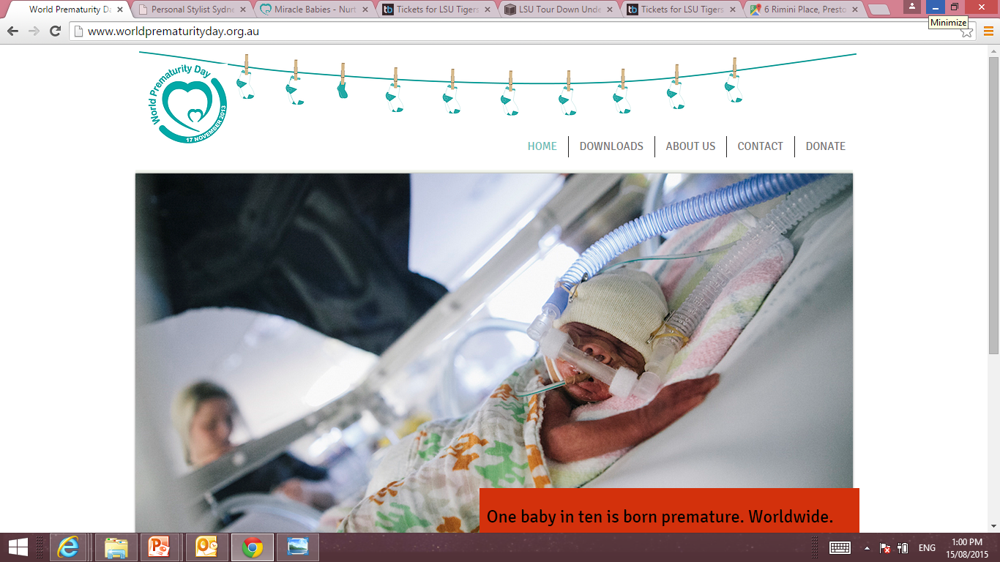 World Prematurity Da
Personal Stylist Sydne
Miracle Babies - Nurt
Tickets for LSU Tigers
LSU Tour Down Unde
Tickets for LSU Tigers
6 Rimini Place, Presto
Minimize
www.worldprematurityday.org.au
World Prematurity Day
17 NOVEMBER 2013
HOME
DOWNLOADS
ABOUT US
CONTACT
DONATE
One baby in ten is born premature. Worldwide.
ENG
1:00 PM
15/08/2015